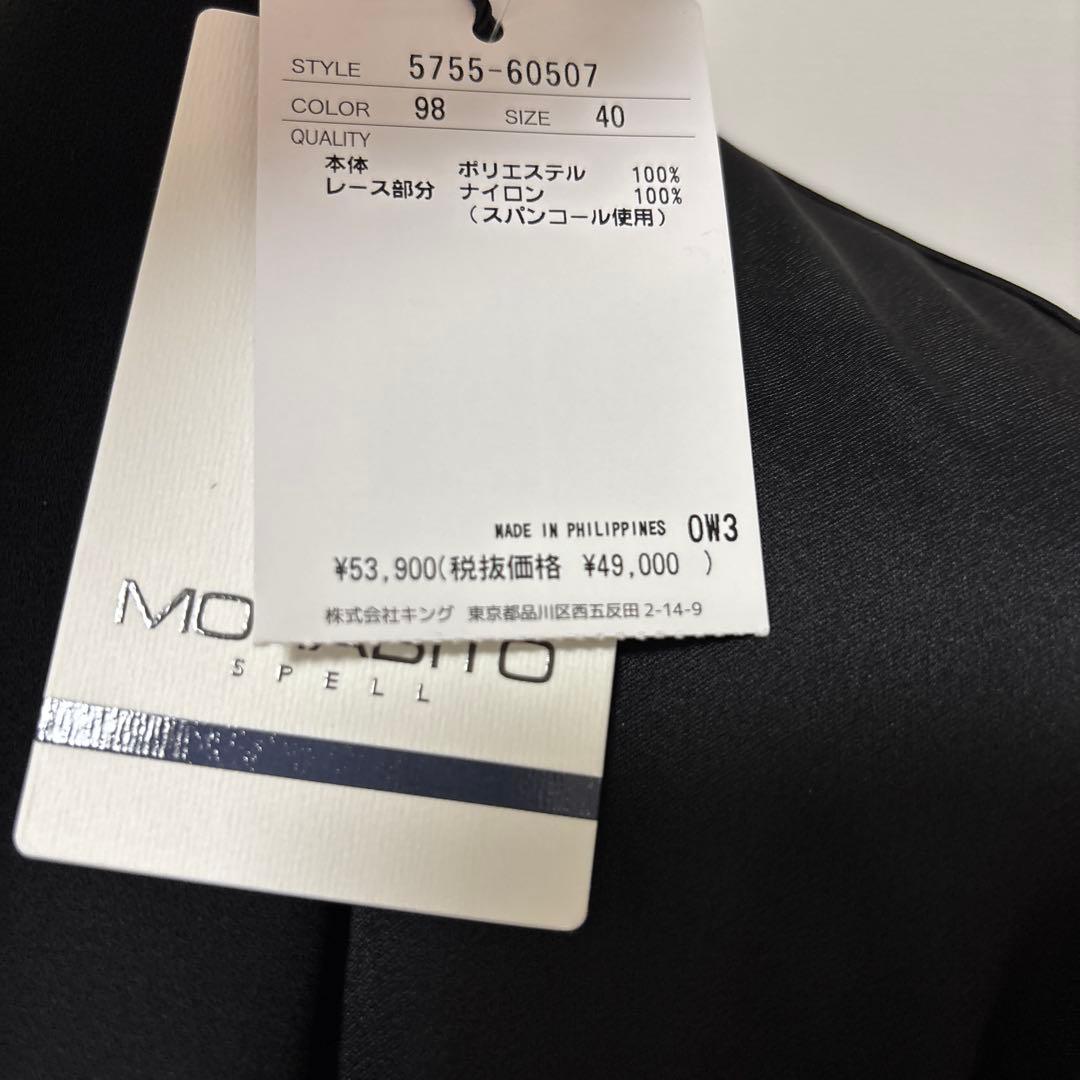 STYLE 5755-60507
COLOR 98 SIZE 40
QUALITY
本体 ポリエステル 100%
レース部分 ナイロン 100%
(スパンコール使用)
MADE IN PHILIPPINES 0W3
¥53,900(税抜価格 ¥49,000 )
株式会社キング 東京都品川区西五反田2-14-9
SPELL